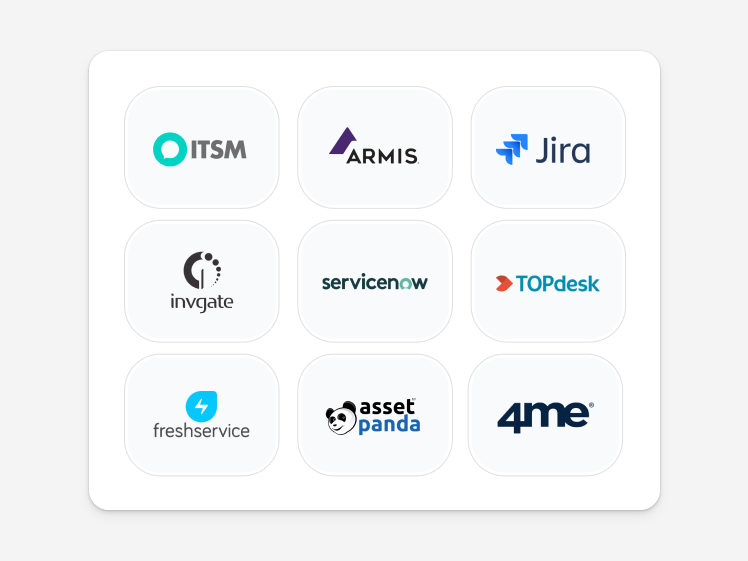 ITSM
ARMIS
Jira
invgate
servicenow
TOPdesk
freshservice
asset
panda
4me®